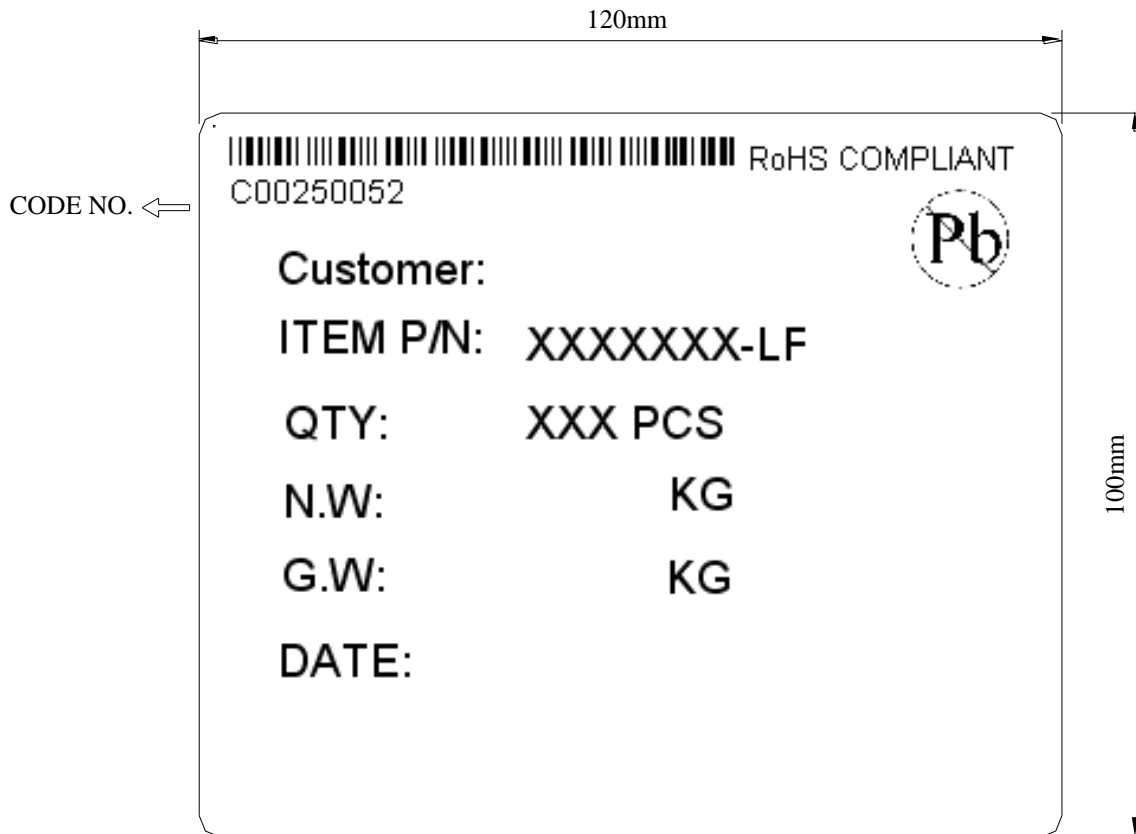 120mm
RoHS COMPLIANT
C00250052
CODE NO.
Pb
Customer:
ITEM P/N: XXXXXXX-LF
QTY: XXX PCS
N.W: KG
G.W: KG
DATE:
100mm